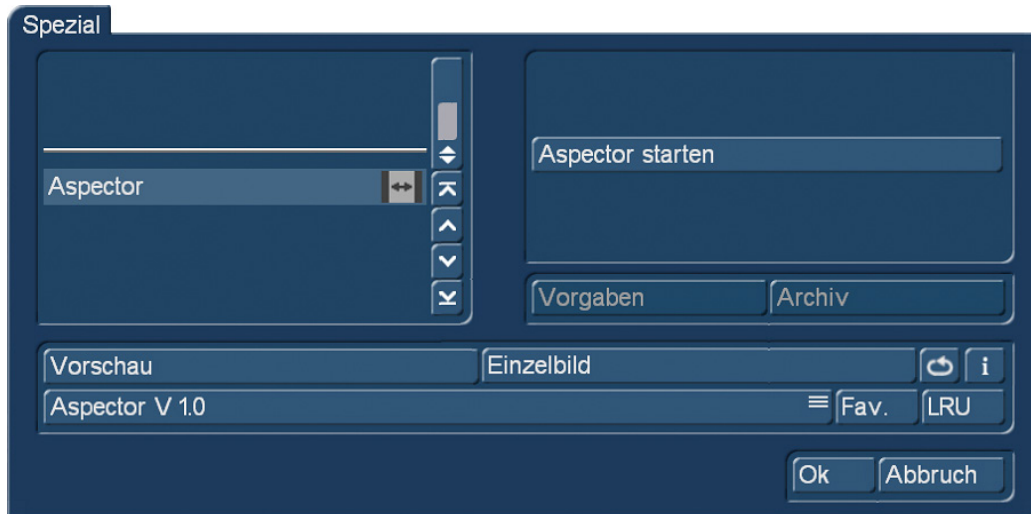 Spezial
Aspector
Aspector starten
Vorgaben Archiv
Vorschau Einzelbild i
Aspector V 1.0 Fav. LRU
Ok Abbruch